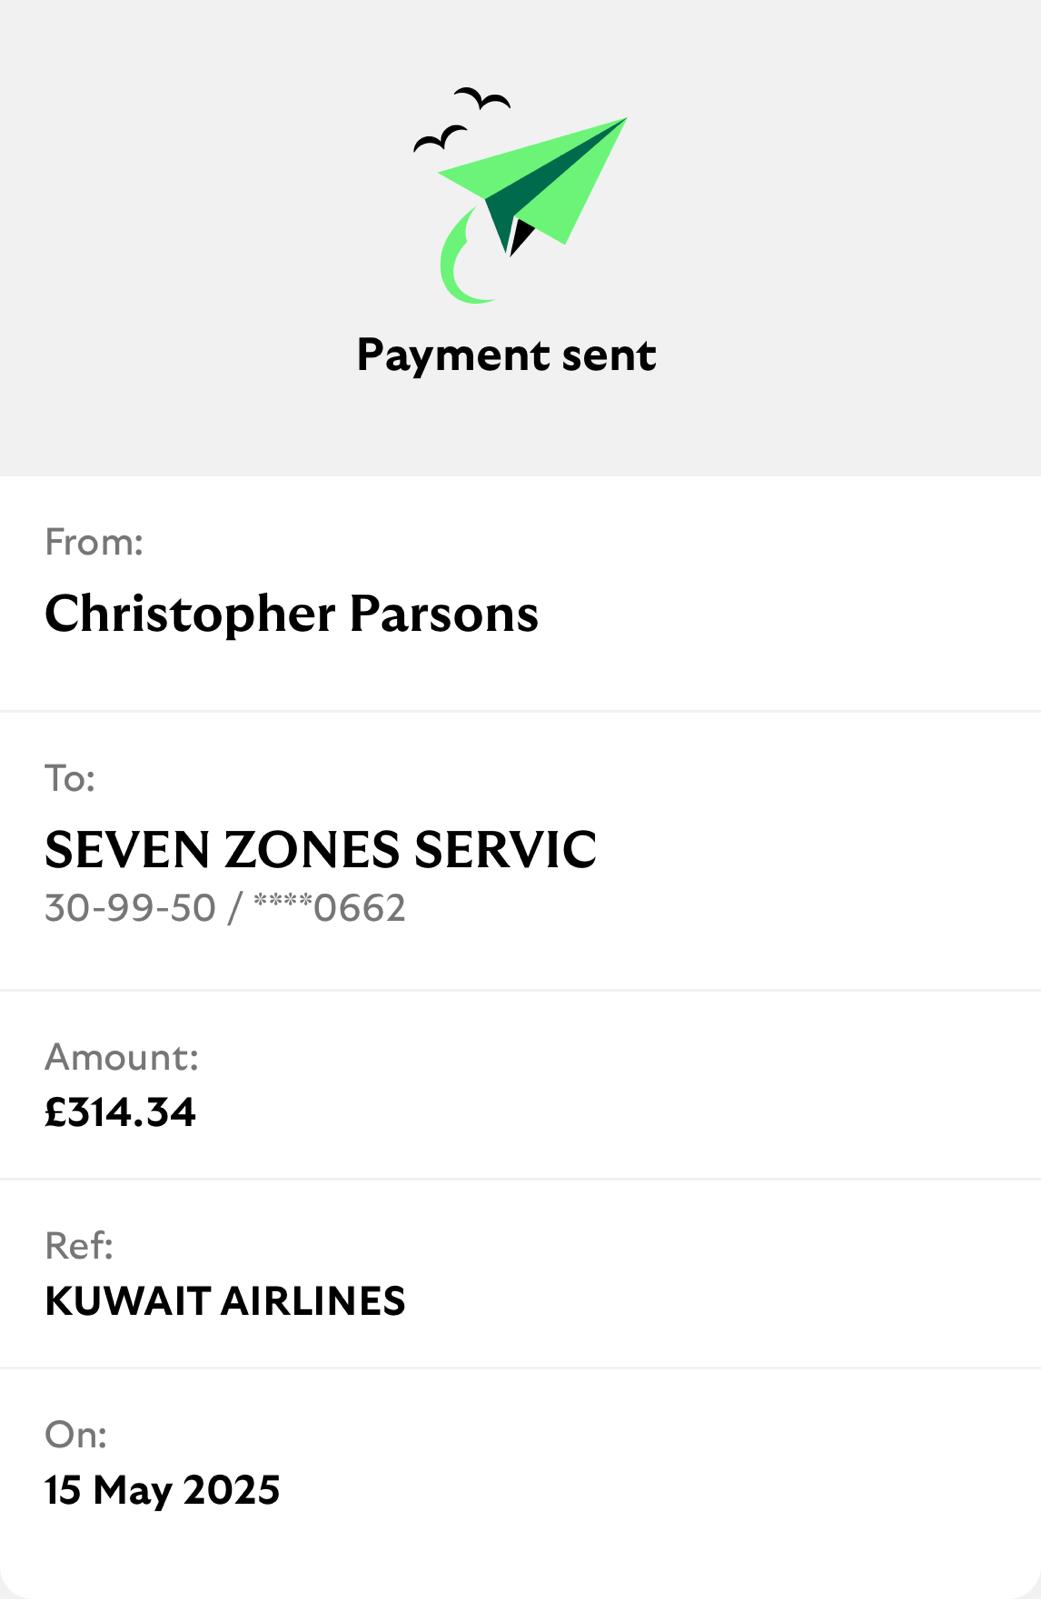 Payment sent
From:
Christopher Parsons
To:
SEVEN ZONES SERVIC
30-99-50 / ****0662
Amount:
£314.34
Ref:
KUWAIT AIRLINES
On:
15 May 2025